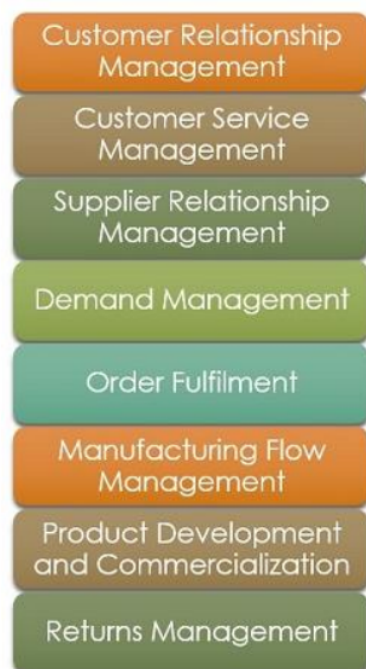 Customer Relationship
Management
Customer Service
Management
Supplier Relationship
Management
Demand Management
Order Fulfilment
Manufacturing Flow
Management
Product Development
and Commercialization
Returns Management